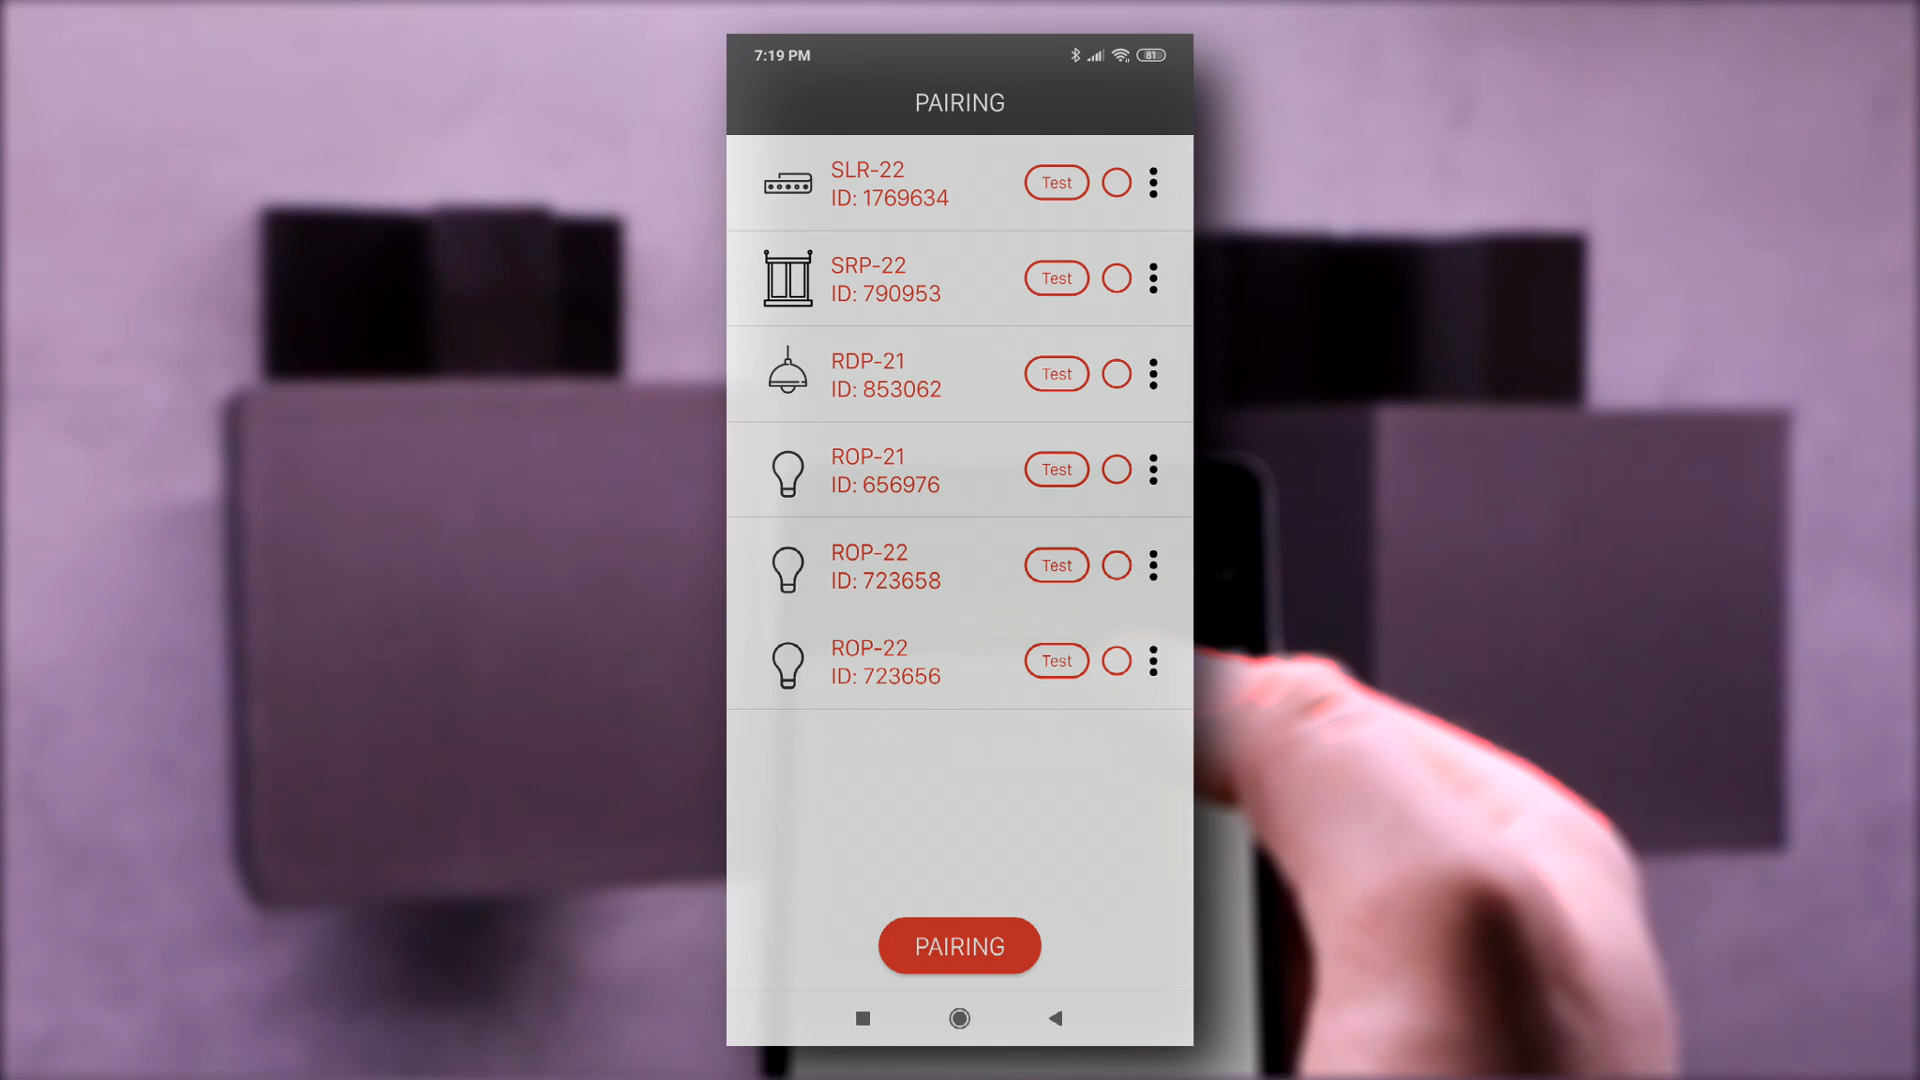 7:19 PM
81
PAIRING
SLR-22
ID: 1769634
Test
SRP-22
ID: 790953
Test
RDP-21
ID: 853062
Test
ROP-21
ID: 656976
Test
ROP-22
ID: 723658
Test
ROP-22
ID: 723656
Test
PAIRING